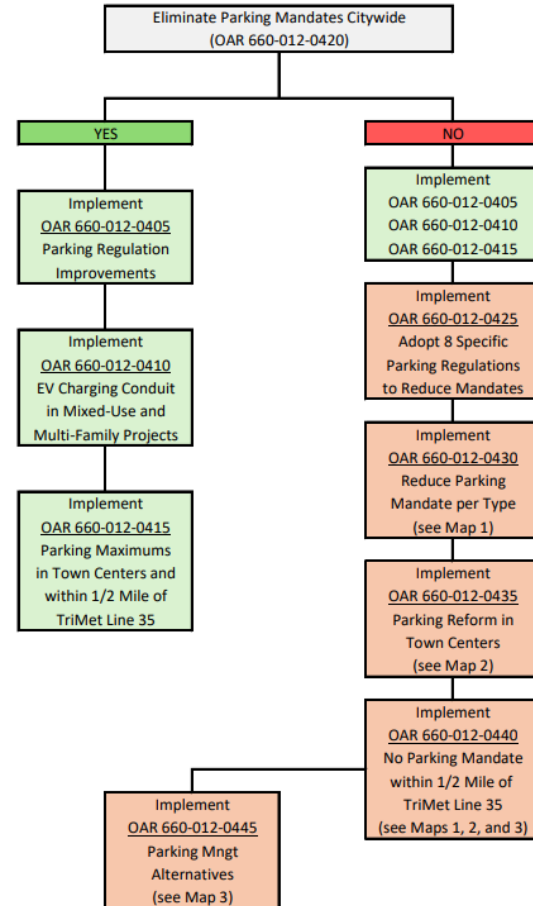 Eliminate Parking Mandates Citywide
(OAR 660-012-0420)
YES
Implement
OAR 660-012-0405
Parking Regulation
Improvements
Implement
OAR 660-012-0410
EV Charging Conduit
in Mixed-Use and
Multi-Family Projects
Implement
OAR 660-012-0415
Parking Maximums
in Town Centers and
within 1/2 Mile of
TriMet Line 35
NO
Implement
OAR 660-012-0405
OAR 660-012-0410
OAR 660-012-0415
Implement
OAR 660-012-0425
Adopt 8 Specific
Parking Regulations
to Reduce Mandates
Implement
OAR 660-012-0430
Reduce Parking
Mandate per Type
(see Map 1)
Implement
OAR 660-012-0435
Parking Reform in
Town Centers
(see Map 2)
Implement
OAR 660-012-0440
No Parking Mandate
within 1/2 Mile of
TriMet Line 35
(see Maps 1, 2, and 3)
Implement
OAR 660-012-0445
Parking Mngt
Alternatives
(see Map 3)